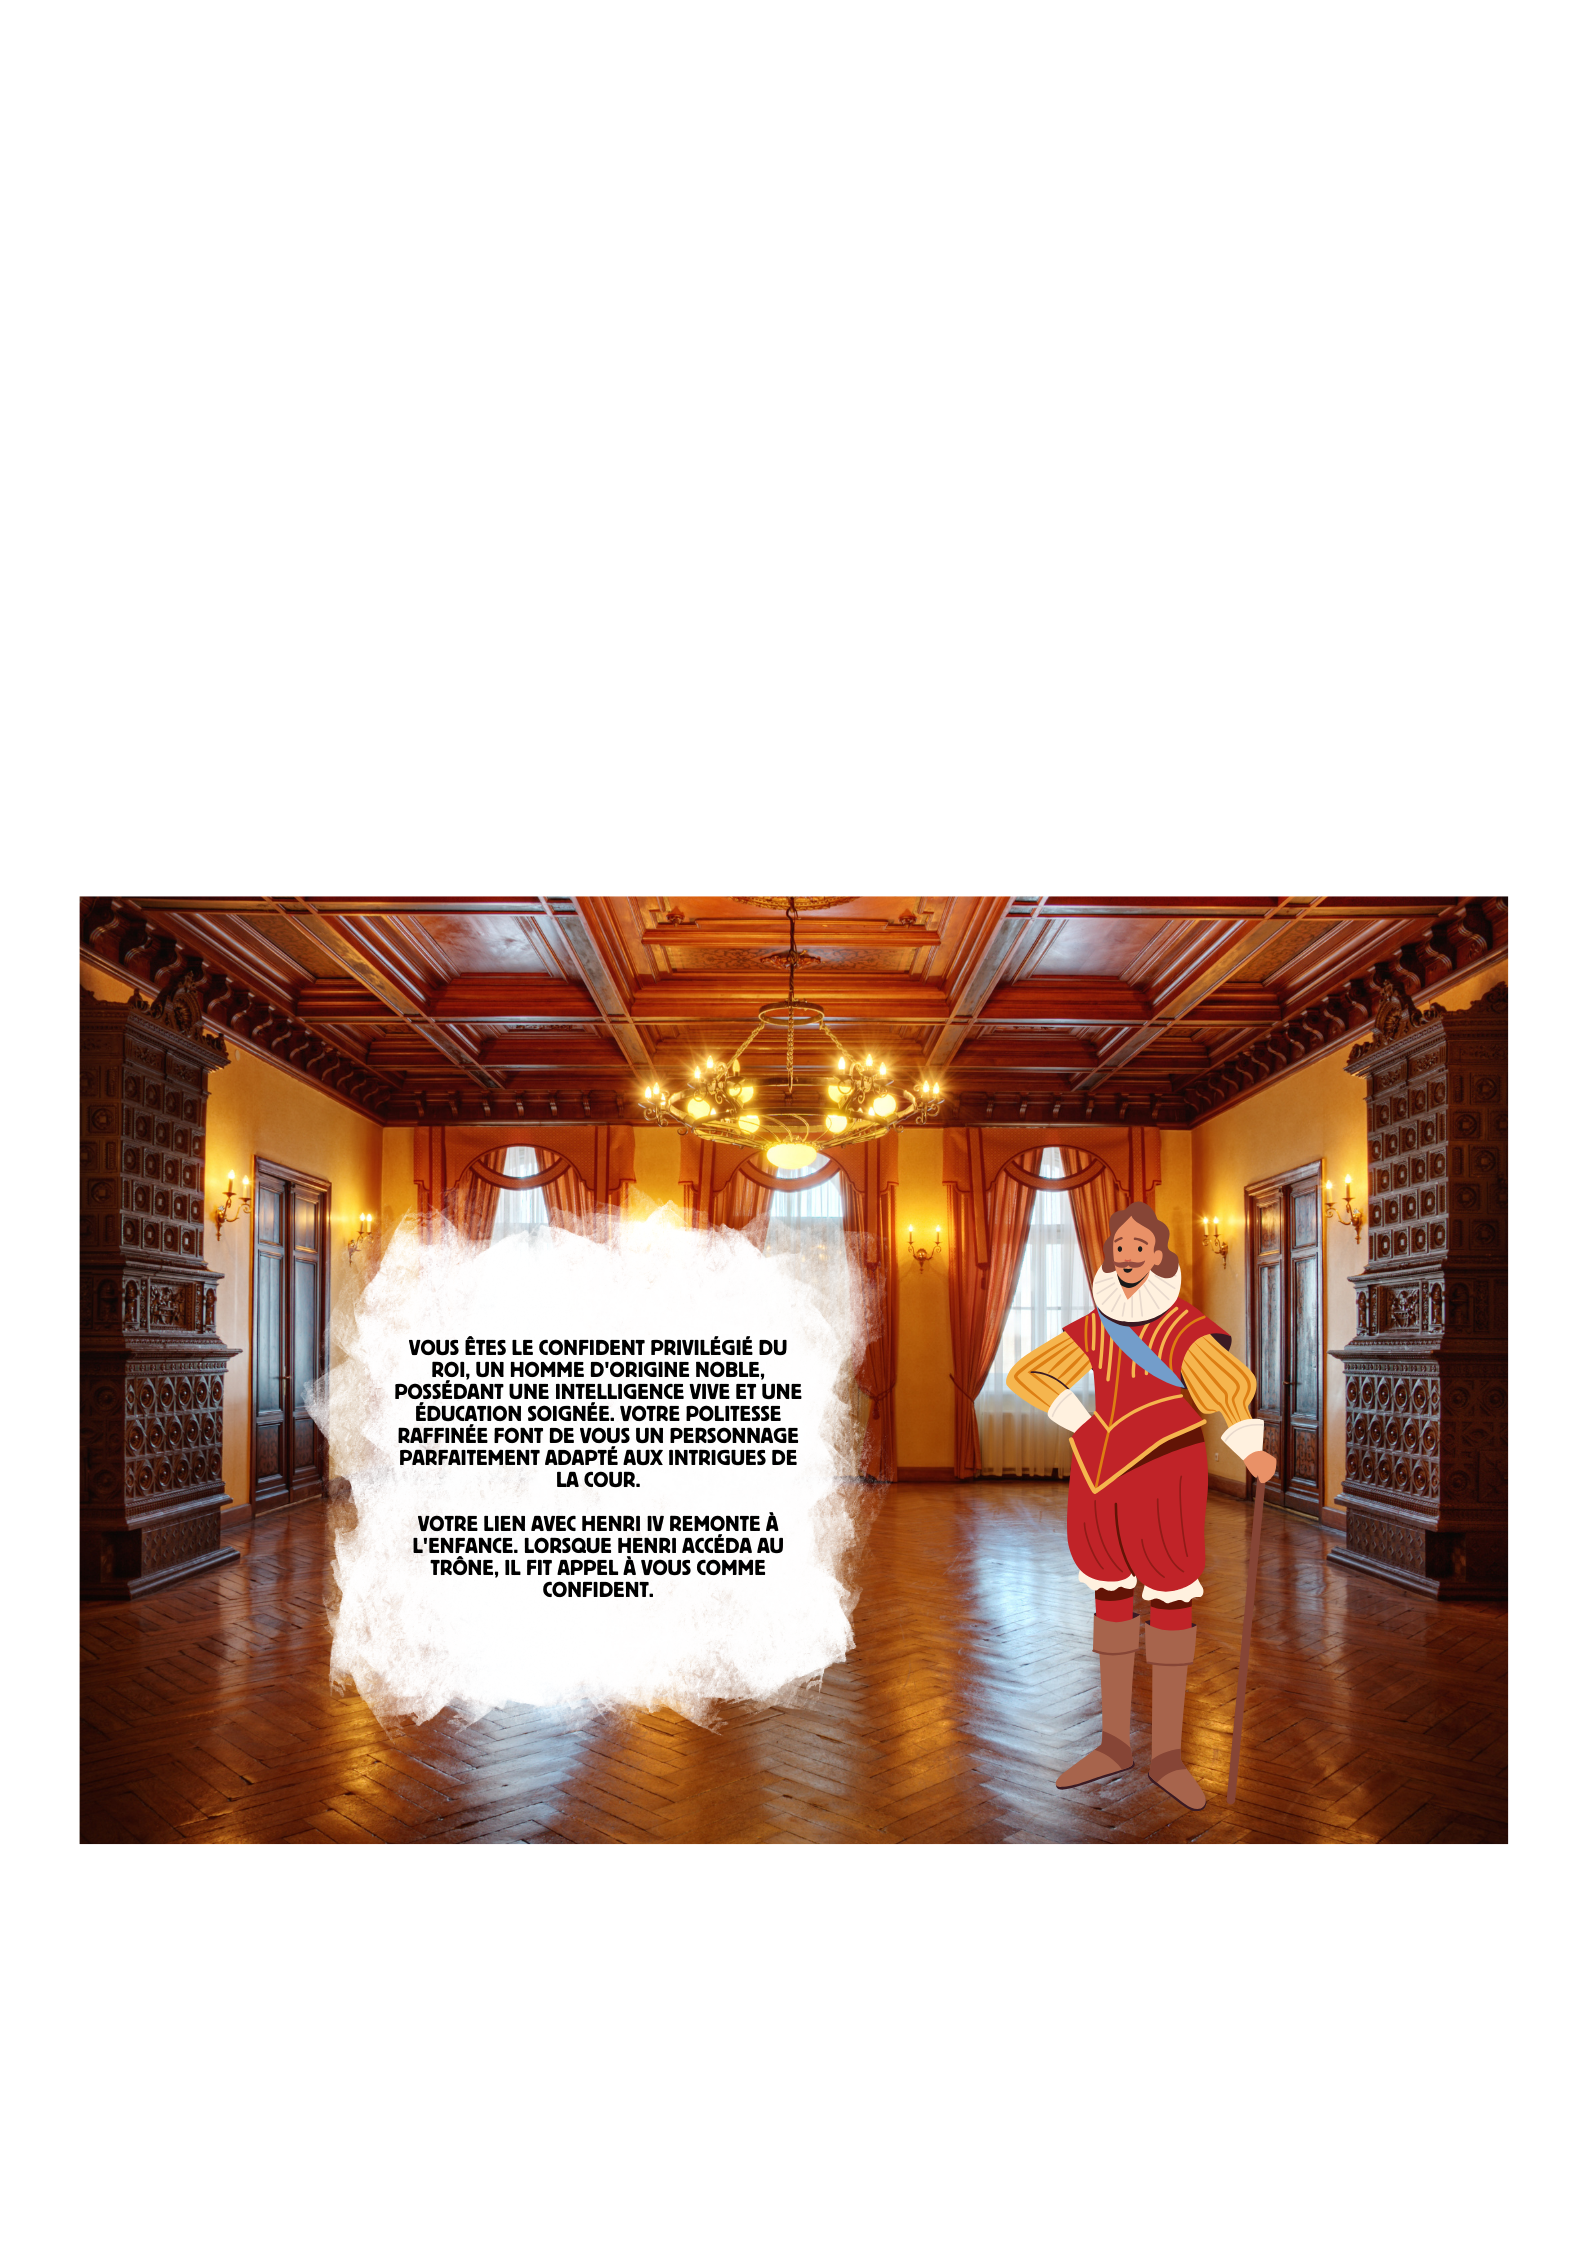 VOUS ÊTES LE CONFIDENT PRIVILÉGIÉ DU
ROI, UN HOMME D'ORIGINE NOBLE,
POSSÉDANT UNE INTELLIGENCE VIVE ET UNE
ÉDUCATION SOIGNÉE. VOTRE POLITESSE
RAFFINÉE FONT DE VOUS UN PERSONNAGE
PARFAITEMENT ADAPTÉ AUX INTRIGUES DE
LA COUR.
VOTRE LIEN AVEC HENRI IV REMONTE À
L'ENFANCE. LORSQUE HENRI ACCÉDA AU
TRÔNE, IL FIT APPEL À VOUS COMME
CONFIDENT.